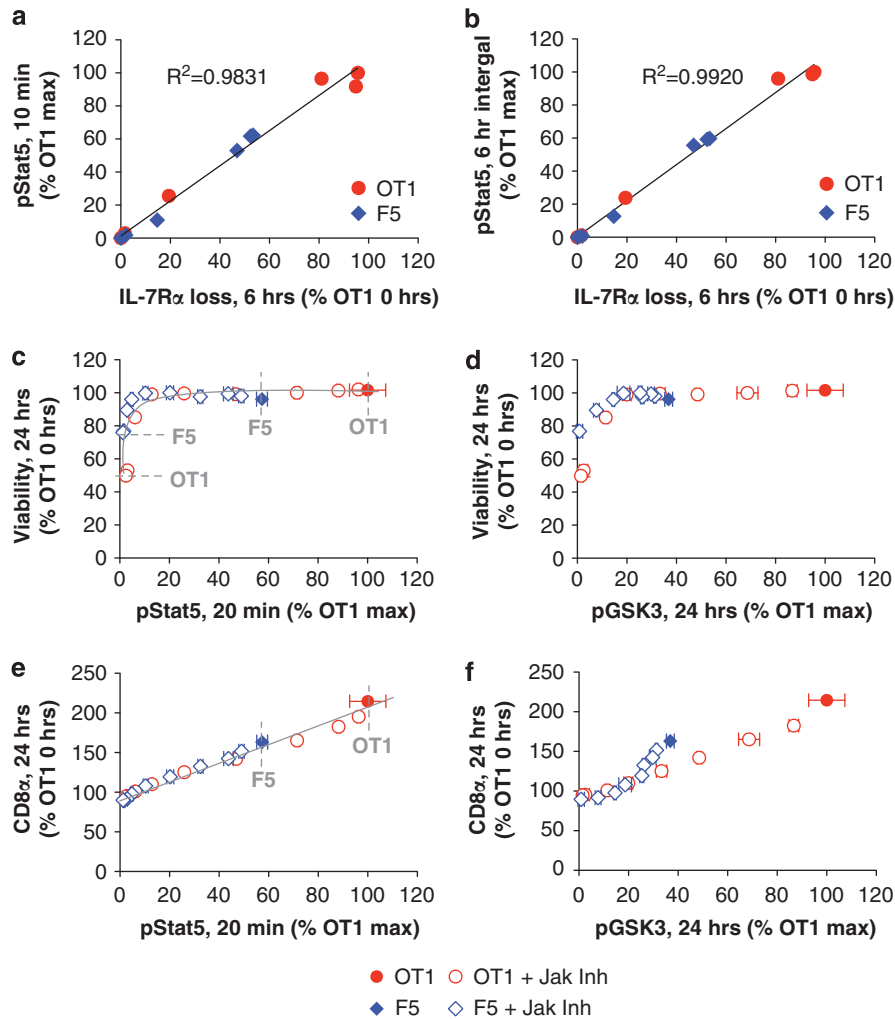 a
pStat5, 10 min
(% OT1 max)
120
100
80
60
40
20
0
R²=0.9831
OT1
F5
0 20 40 60 80 100 120
IL-7Rα loss, 6 hrs (% OT1 0 hrs)
b
pStat5, 6 hr intergal
(% OT1 max)
120
100
80
60
40
20
0
R²=0.9920
OT1
F5
0 20 40 60 80 100 120
IL-7Rα loss, 6 hrs (% OT1 0 hrs)
c
Viability, 24 hrs
(% OT1 0 hrs)
120
100
80
60
40
20
0
F5
OT1
F5
OT1
0 20 40 60 80 100 120
pStat5, 20 min (% OT1 max)
d
Viability, 24 hrs
(% OT1 0 hrs)
120
100
80
60
40
20
0
0 20 40 60 80 100 120
pGSK3, 24 hrs (% OT1 max)
e
CD8α, 24 hrs
(% OT1 0 hrs)
250
200
150
100
50
0
F5
OT1
0 20 40 60 80 100 120
pStat5, 20 min (% OT1 max)
f
CD8α, 24 hrs
(% OT1 0 hrs)
250
200
150
100
50
0
0 20 40 60 80 100 120
pGSK3, 24 hrs (% OT1 max)
OT1 OT1 + Jak Inh
F5 F5 + Jak Inh